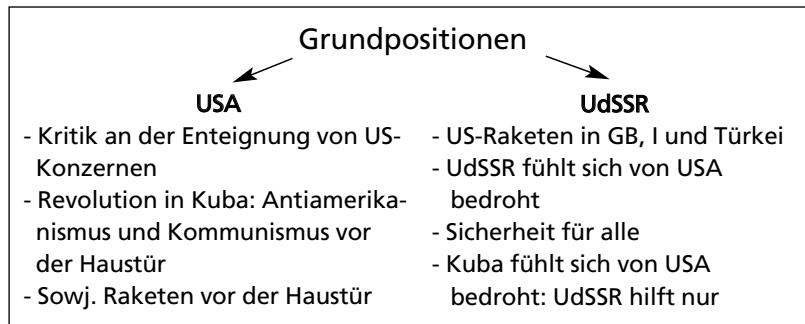 Grundpositionen
USA
- Kritik an der Enteignung von US-
Konzernen
- Revolution in Kuba: Antiamerika-
nismus und Kommunismus vor
der Haustür
- Sowj. Raketen vor der Haustür
UdSSR
- US-Raketen in GB, I und Türkei
- UdSSR fühlt sich von USA
bedroht
- Sicherheit für alle
- Kuba fühlt sich von USA
bedroht: UdSSR hilft nur